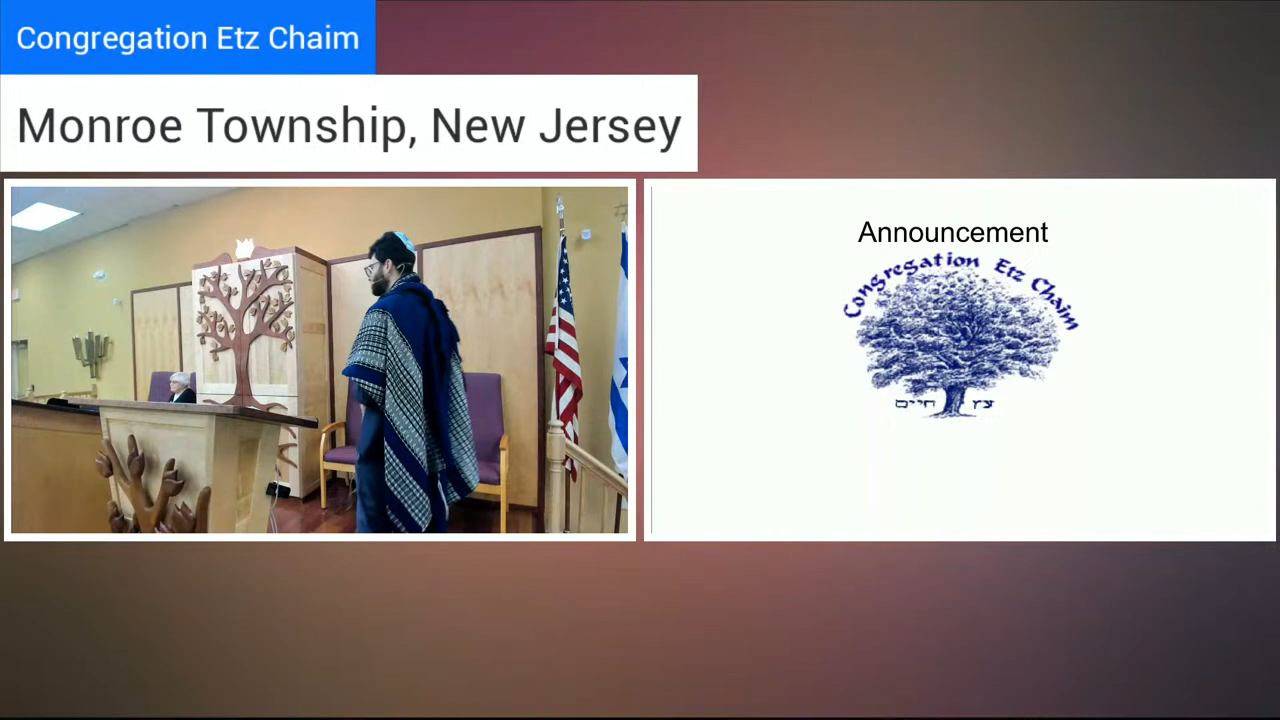 Congregation Etz Chaim
Monroe Township, New Jersey
Announcement
Congregation Etz Chaim
עץ חיים